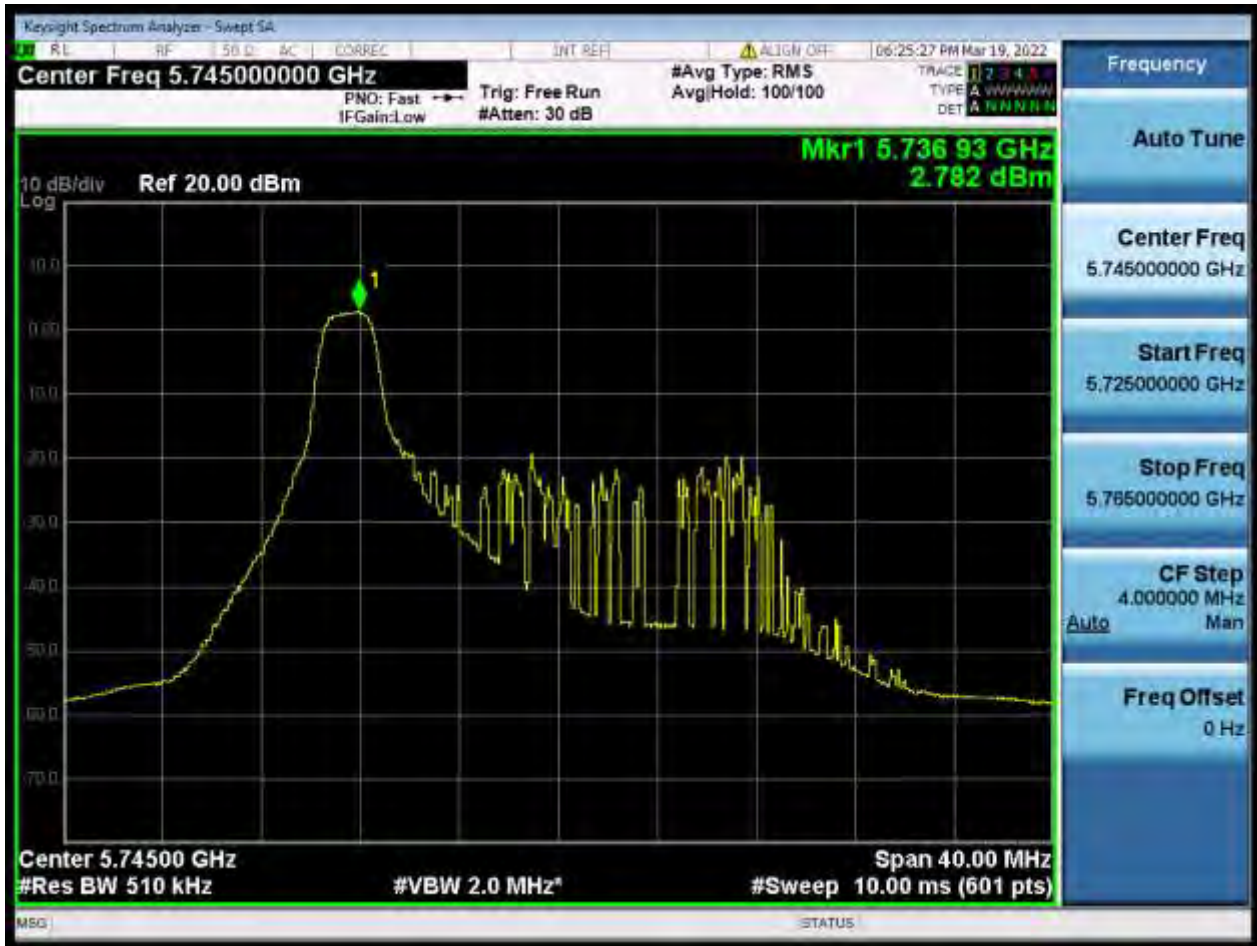 Keysight Spectrum Analyzer - Swept SA
RL RF 50 Ω AC CORREC INT REF ALIGN OFF 06:25:27 PM Mar 19, 2022
Center Freq 5.745000000 GHz
PNO: Fast
IFGain:Low
Trig: Free Run
#Atten: 30 dB
#Avg Type: RMS
Avg|Hold: 100/100
TRACE 1 2 3 4 5 6
TYPE A WWWWW
DET A N N N N N
Mkr1 5.736 93 GHz
2.782 dBm
10 dB/div Ref 20.00 dBm
Log
10.0
0.00
-10.0
-20.0
-30.0
-40.0
-50.0
-60.0
-70.0
1
Center 5.74500 GHz
#Res BW 510 kHz
#VBW 2.0 MHz*
Span 40.00 MHz
#Sweep 10.00 ms (601 pts)
MSG
STATUS
Frequency
Auto Tune
Center Freq
5.745000000 GHz
Start Freq
5.725000000 GHz
Stop Freq
5.765000000 GHz
CF Step
4.000000 MHz
Auto Man
Freq Offset
0 Hz